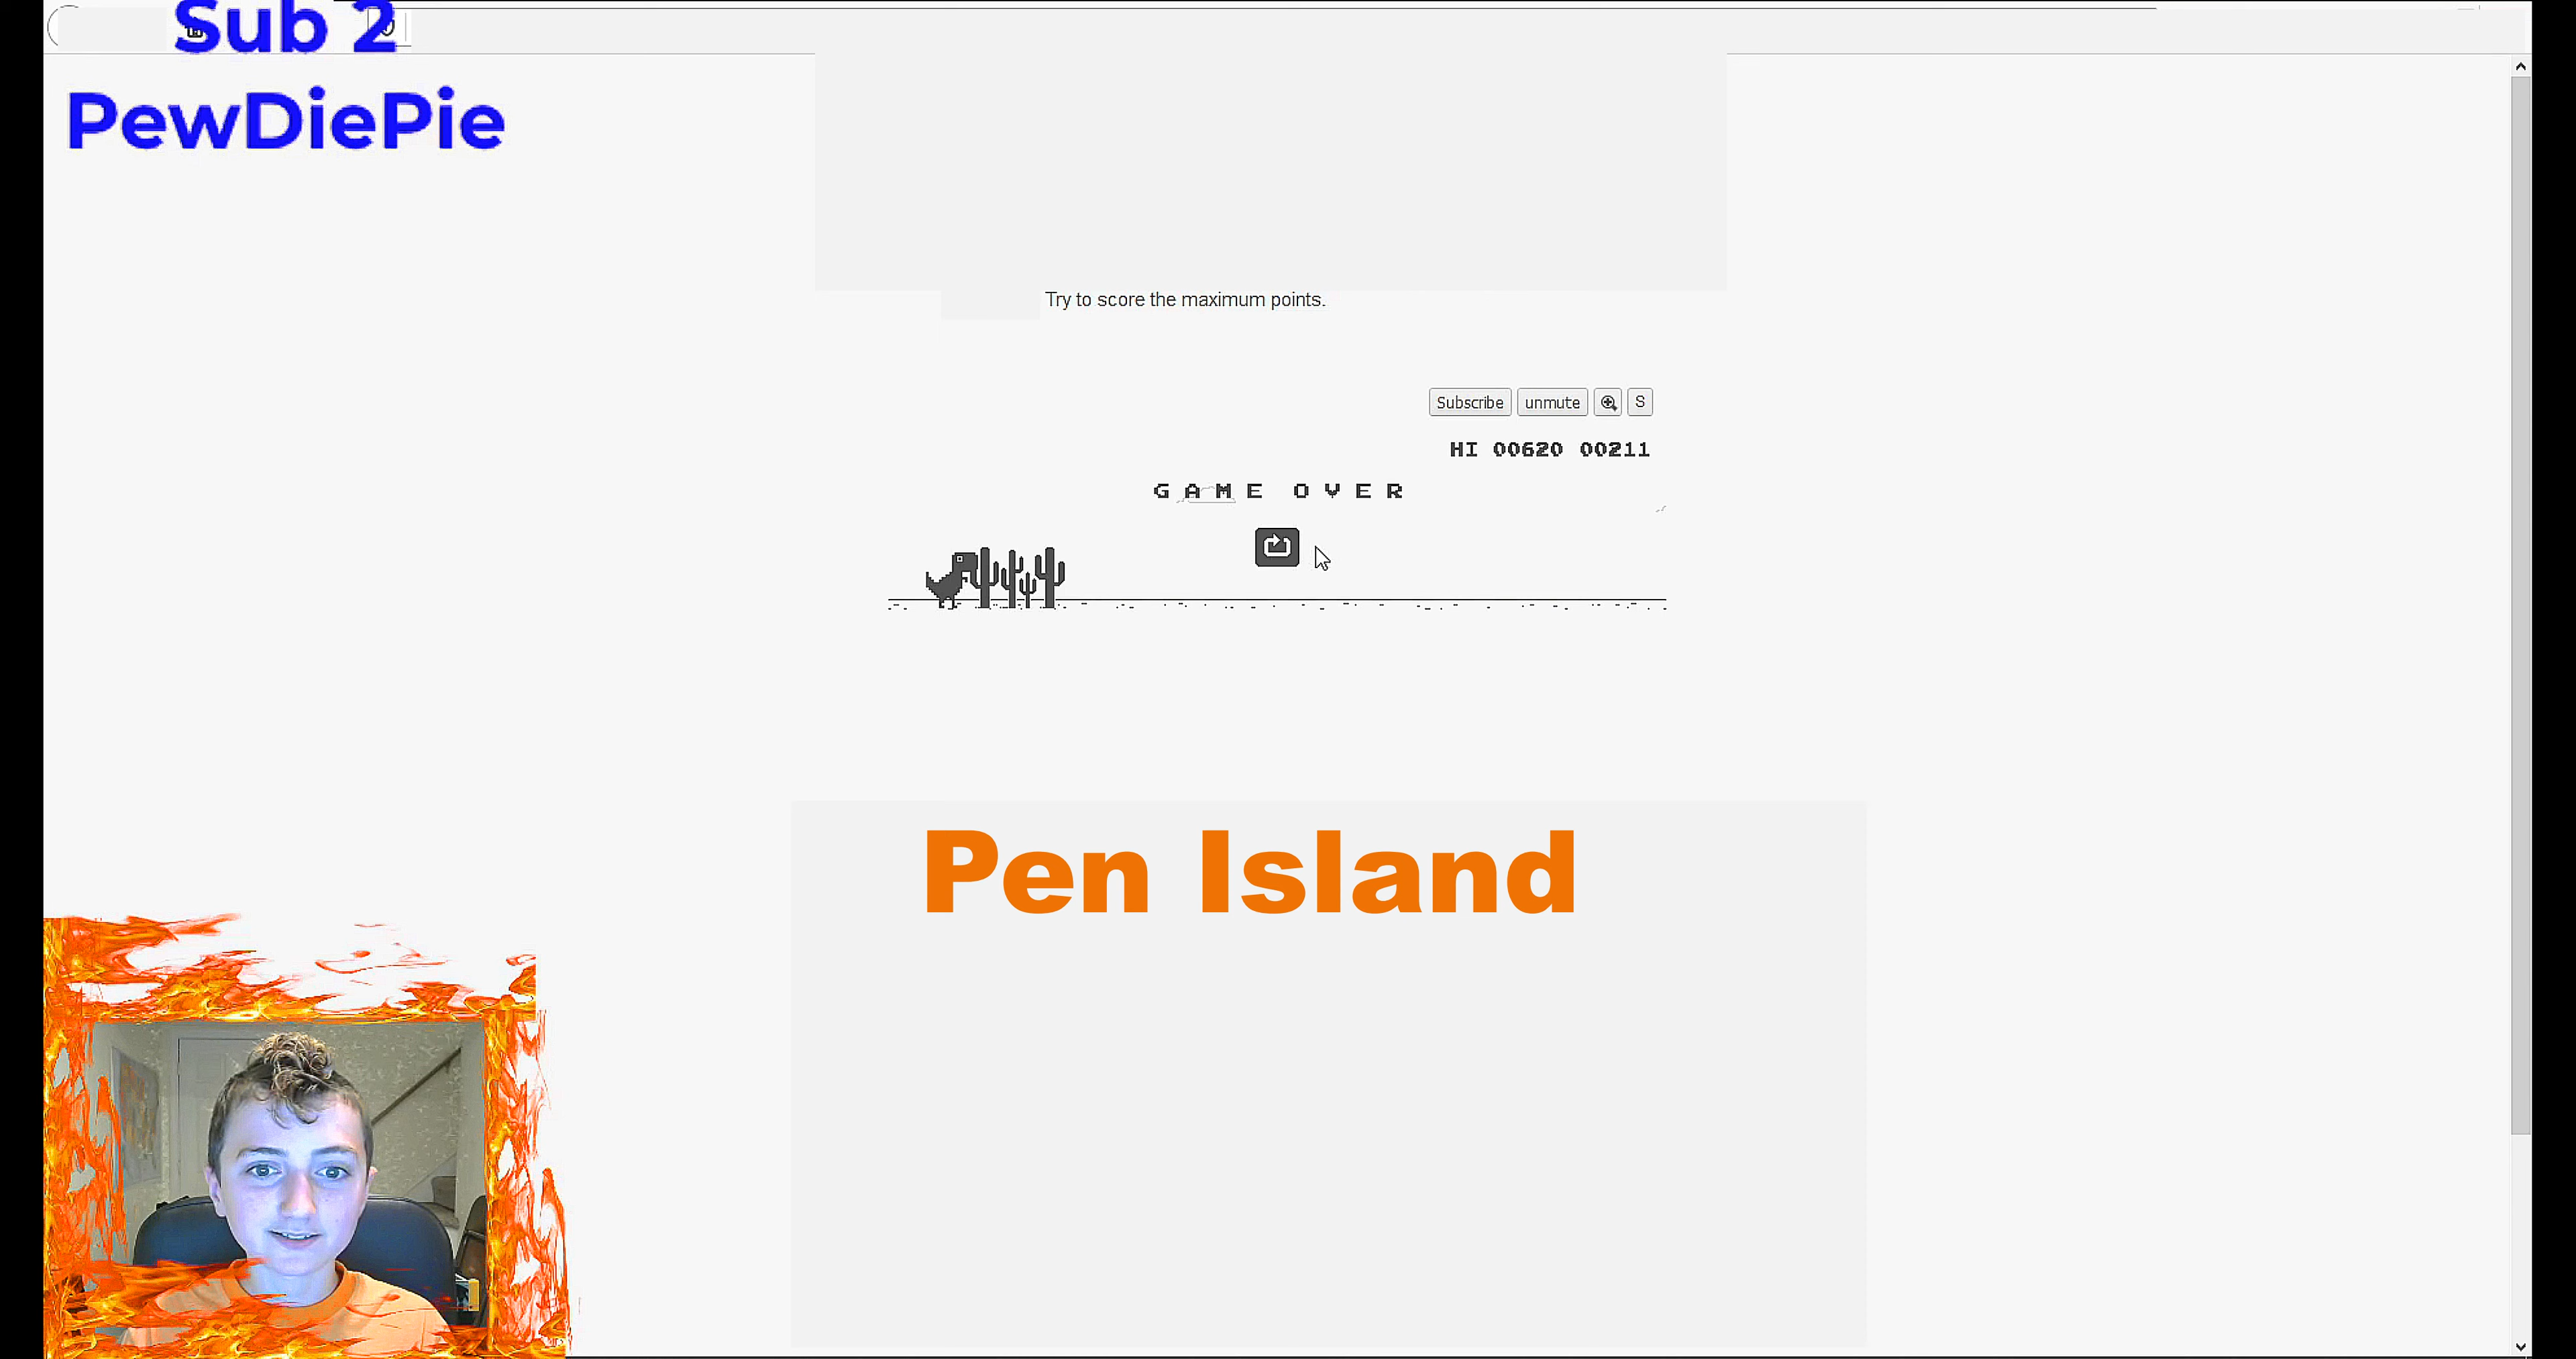 Sub 2
PewDiePie
Try to score the maximum points.
Subscribe unmute S
HI 00620 00211
GAME OVER
Pen Island